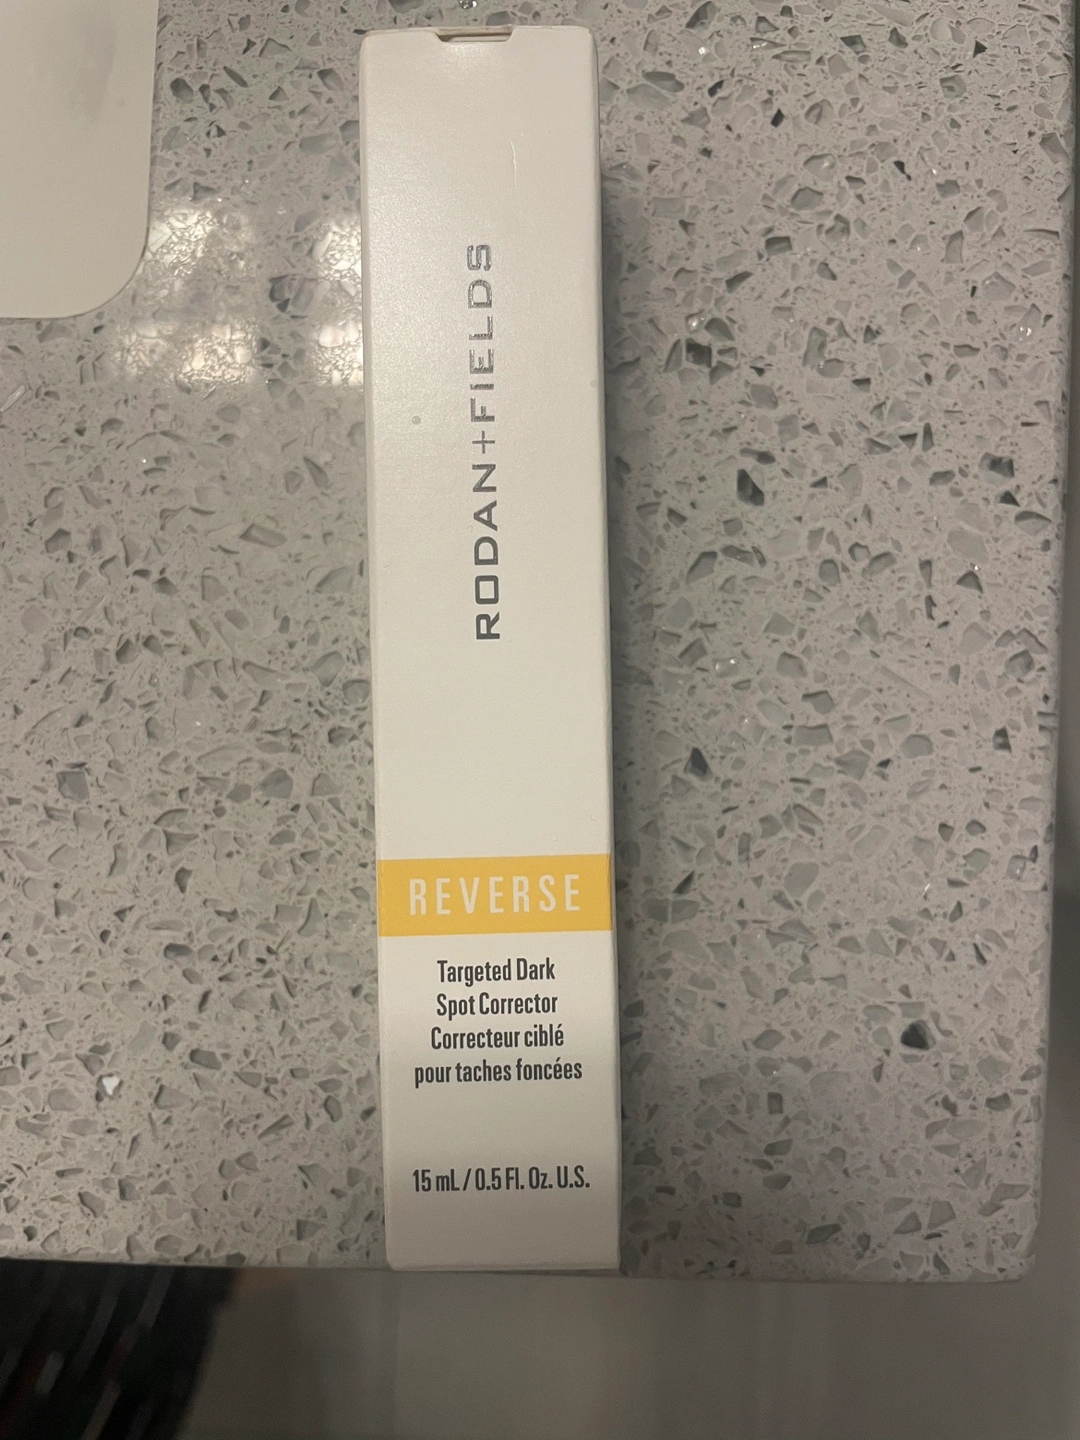 RODAN+FIELDS
REVERSE
Targeted Dark
Spot Corrector
Correcteur ciblé
pour taches foncées
15 mL / 0.5 Fl. Oz. U.S.